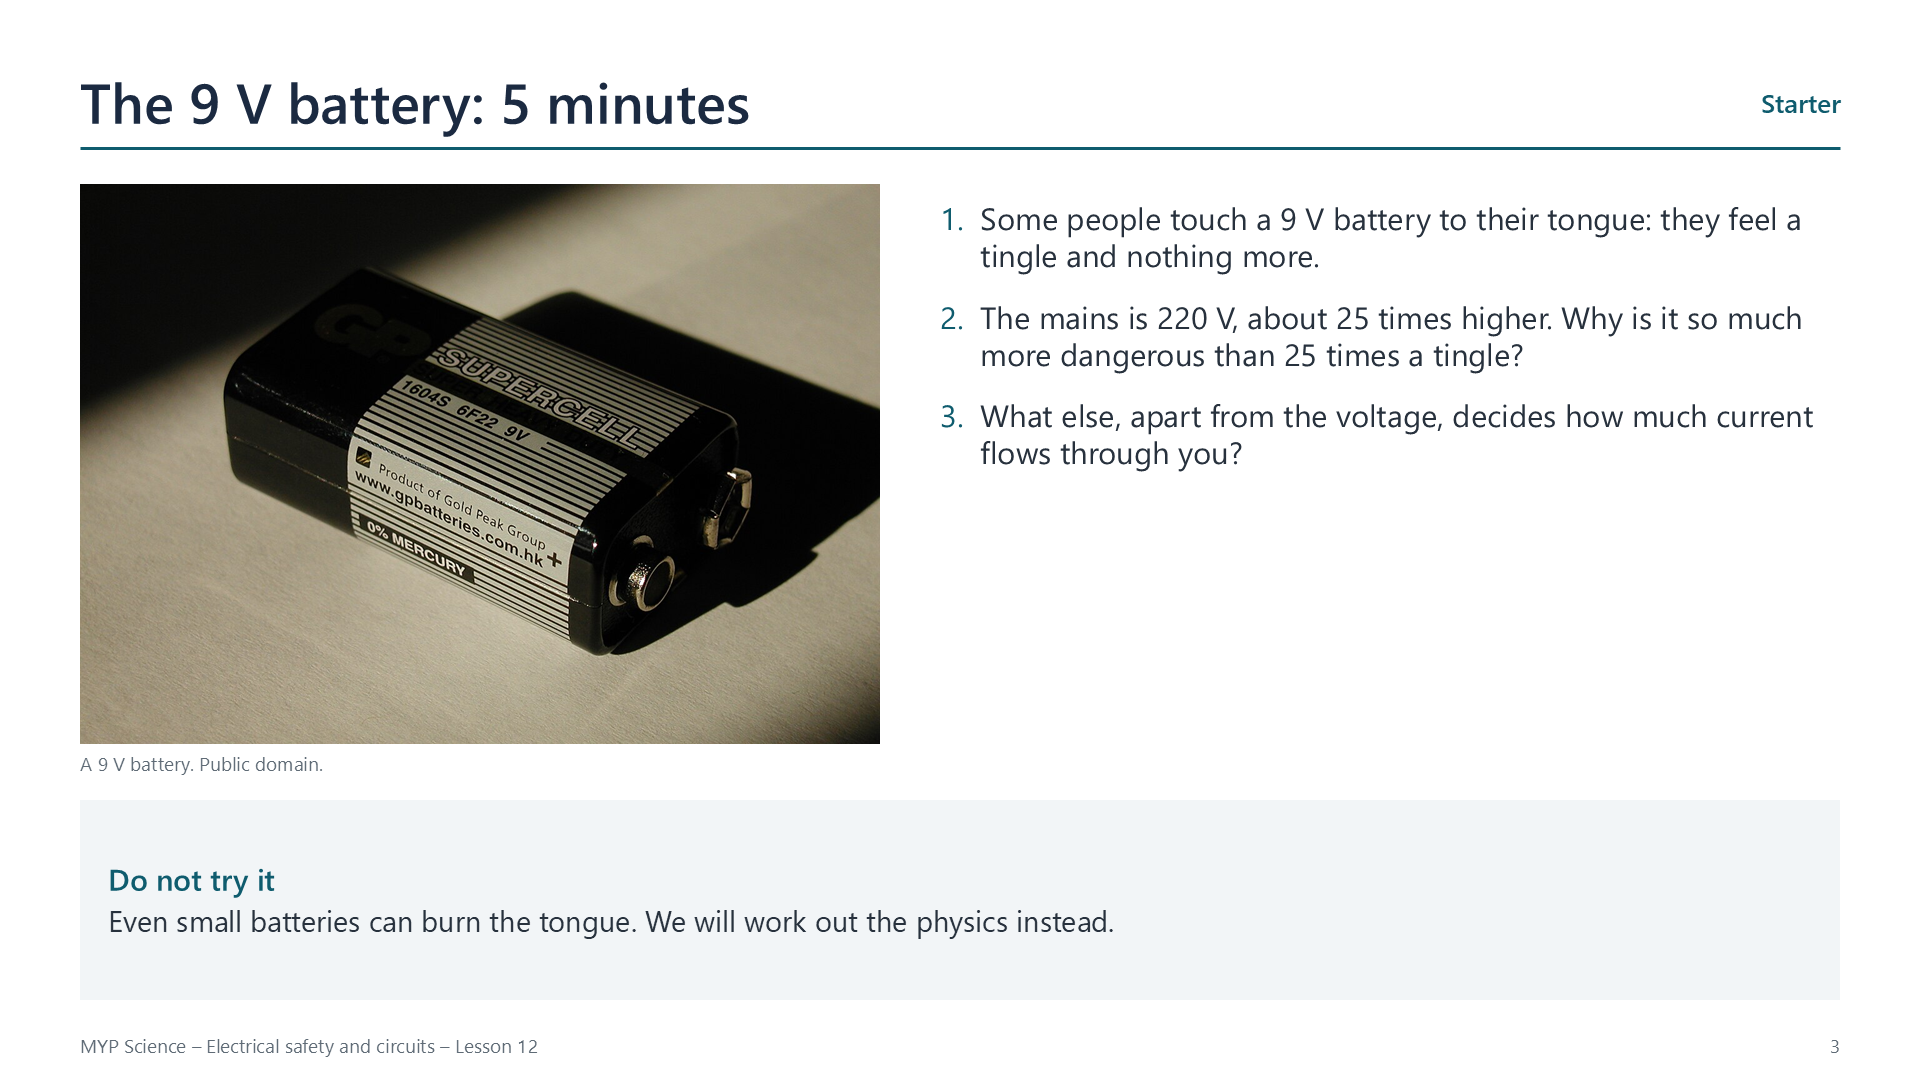 The 9 V battery: 5 minutes
Starter
GP
SUPERCELL
1604S 6F22 9V
Product of Gold Peak Group
www.gpbatteries.com.hk
+
0% MERCURY
A 9 V battery. Public domain.
1. Some people touch a 9 V battery to their tongue: they feel a
tingle and nothing more.
2. The mains is 220 V, about 25 times higher. Why is it so much
more dangerous than 25 times a tingle?
3. What else, apart from the voltage, decides how much current
flows through you?
Do not try it
Even small batteries can burn the tongue. We will work out the physics instead.
MYP Science – Electrical safety and circuits – Lesson 12
3